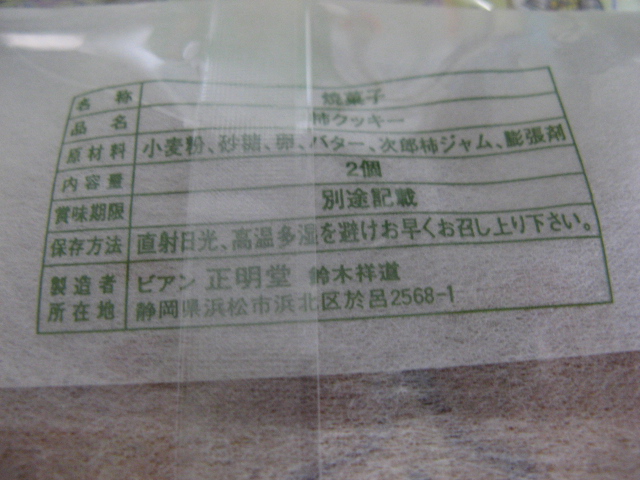 名称 焼菓子
品名 柿クッキー
原材料 小麦粉、砂糖、卵、バター、次郎柿ジャム、膨張剤
内容量 2個
賞味期限 別途記載
保存方法 直射日光、高温多湿を避けお早くお召し上り下さい。
製造者 ビアン 正明堂 鈴木祥道
所在地 静岡県浜松市浜北区於呂2568-1